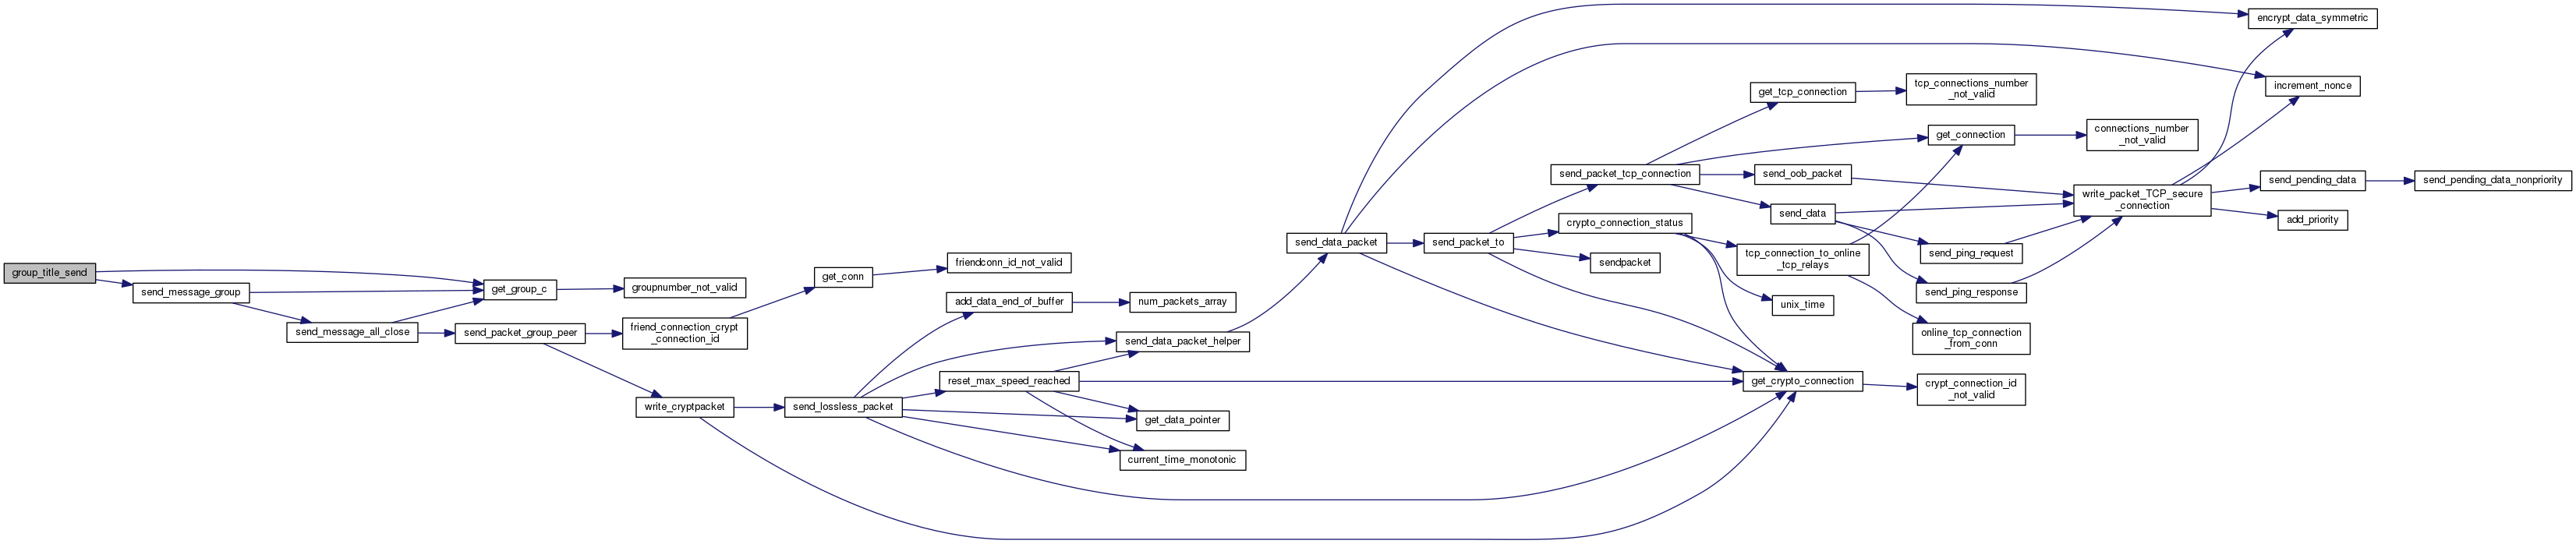 group_title_send
send_message_group
send_message_all_close
get_group_c
send_packet_group_peer
groupnumber_not_valid
friend_connection_crypt
_connection_id
write_cryptpacket
get_conn
send_lossless_packet
friendconn_id_not_valid
add_data_end_of_buffer
reset_max_speed_reached
num_packets_array
send_data_packet_helper
get_data_pointer
current_time_monotonic
send_data_packet
send_packet_to
send_packet_tcp_connection
crypto_connection_status
sendpacket
get_tcp_connection
send_oob_packet
send_data
tcp_connection_to_online
_tcp_relays
unix_time
get_crypto_connection
tcp_connections_number
_not_valid
get_connection
send_ping_request
send_ping_response
online_tcp_connection
_from_conn
crypt_connection_id
_not_valid
connections_number
_not_valid
write_packet_TCP_secure
_connection
encrypt_data_symmetric
increment_nonce
send_pending_data
add_priority
send_pending_data_nonpriority